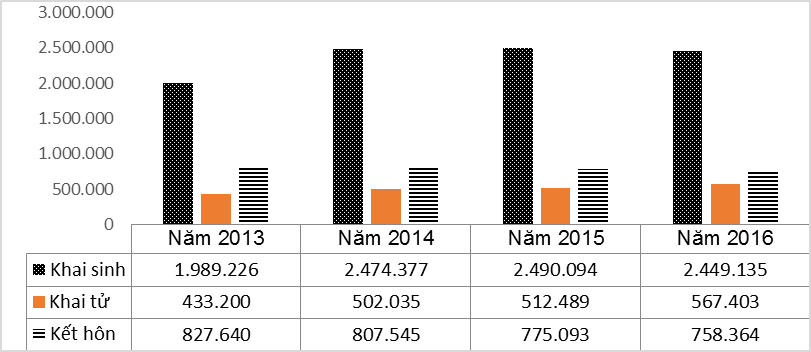 3.000.000
2.500.000
2.000.000
1.500.000
1.000.000
500.000
0
Năm 2013 Năm 2014 Năm 2015 Năm 2016
Khai sinh 1.989.226 2.474.377 2.490.094 2.449.135
Khai tử 433.200 502.035 512.489 567.403
Kết hôn 827.640 807.545 775.093 758.364